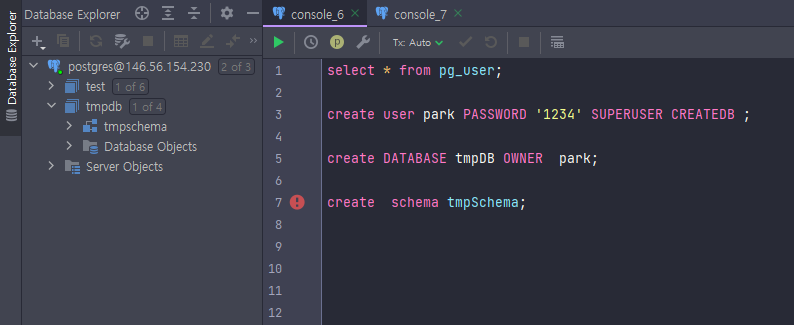 Database Explorer
Database Explorer
postgres@146.56.154.230 2 of 3
test 1 of 6
tmpdb 1 of 4
tmpschema
Database Objects
Server Objects
console_6
console_7
Tx: Auto
1 select * from pg_user;
2
3 create user park PASSWORD '1234' SUPERUSER CREATEDB ;
4
5 create DATABASE tmpDB OWNER  park;
6
7 create  schema tmpSchema;
8
9
10
11
12